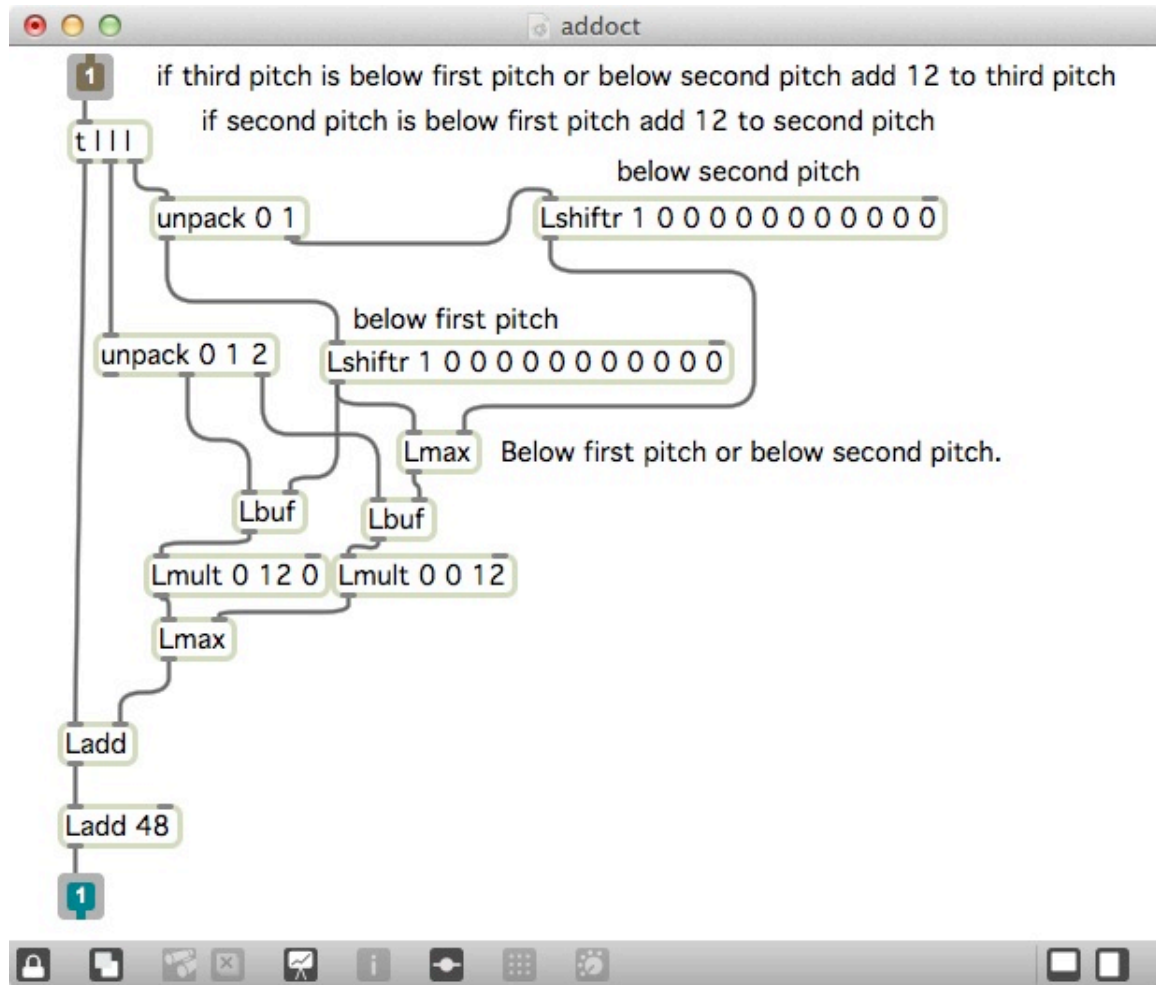 addoct
1
if third pitch is below first pitch or below second pitch add 12 to third pitch
if second pitch is below first pitch add 12 to second pitch
t l l l
below second pitch
unpack 0 1
Lshiftr 1 0 0 0 0 0 0 0 0 0 0 0
below first pitch
unpack 0 1 2
Lshiftr 1 0 0 0 0 0 0 0 0 0 0 0
Lmax
Below first pitch or below second pitch.
Lbuf
Lbuf
Lmult 0 12 0
Lmult 0 0 12
Lmax
Ladd
Ladd 48
1